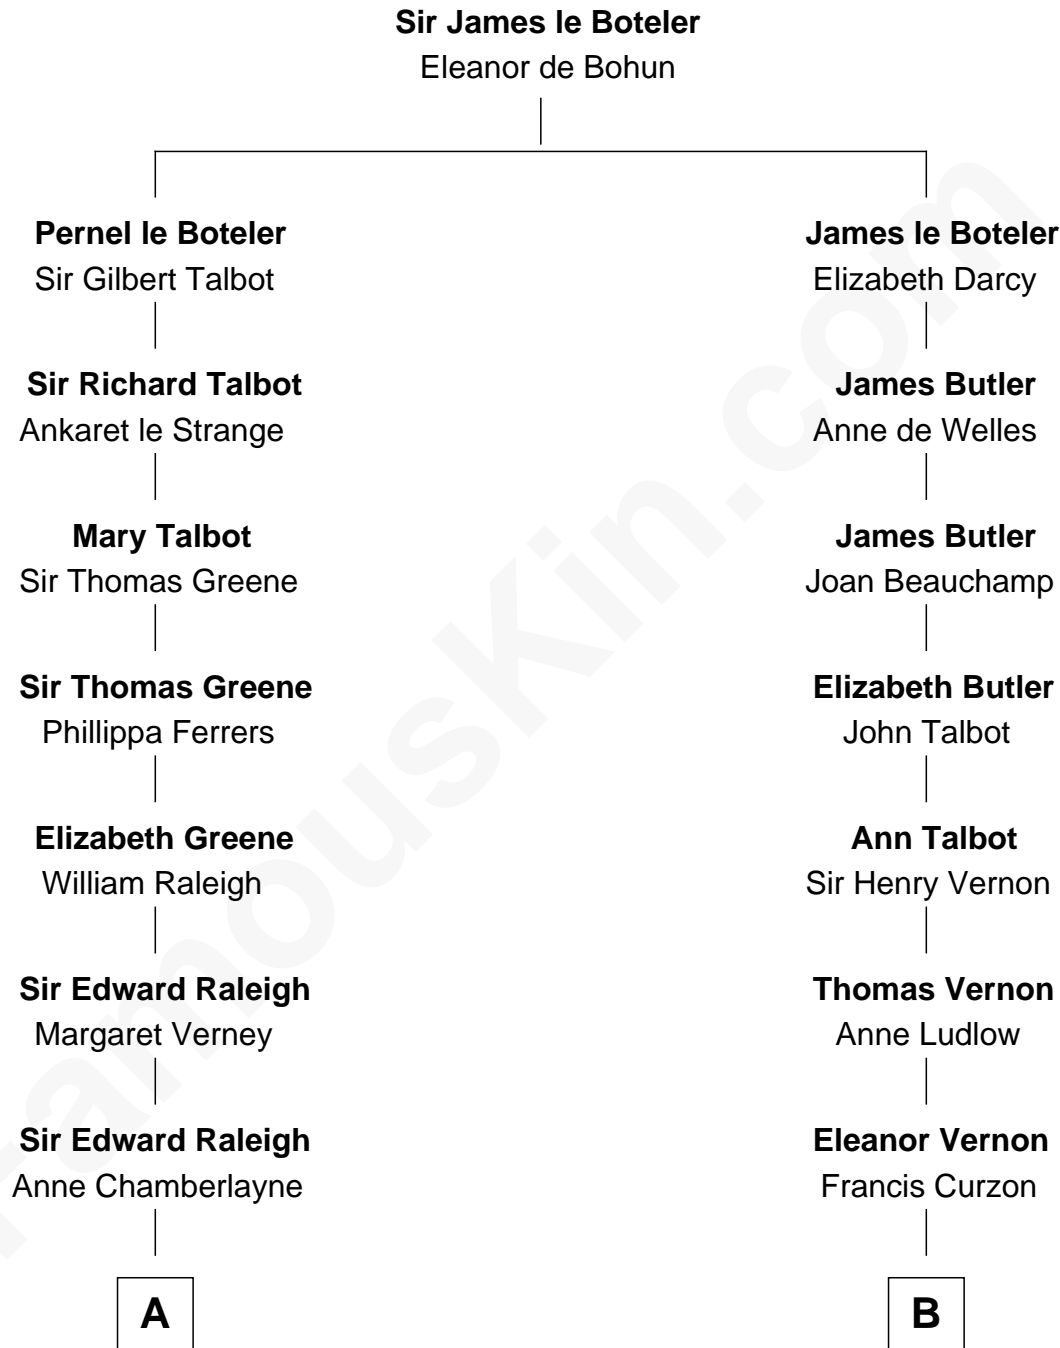 Sir James le Boteler
Eleanor de Bohun
Pernel le Boteler
Sir Gilbert Talbot
James le Boteler
Elizabeth Darcy
Sir Richard Talbot
Ankaret le Strange
James Butler
Anne de Welles
Mary Talbot
Sir Thomas Greene
James Butler
Joan Beauchamp
Sir Thomas Greene
Phillippa Ferrers
Elizabeth Butler
John Talbot
Elizabeth Greene
William Raleigh
Ann Talbot
Sir Henry Vernon
Sir Edward Raleigh
Margaret Verney
Thomas Vernon
Anne Ludlow
Sir Edward Raleigh
Anne Chamberlayne
Eleanor Vernon
Francis Curzon
A
B
FamousKin.com